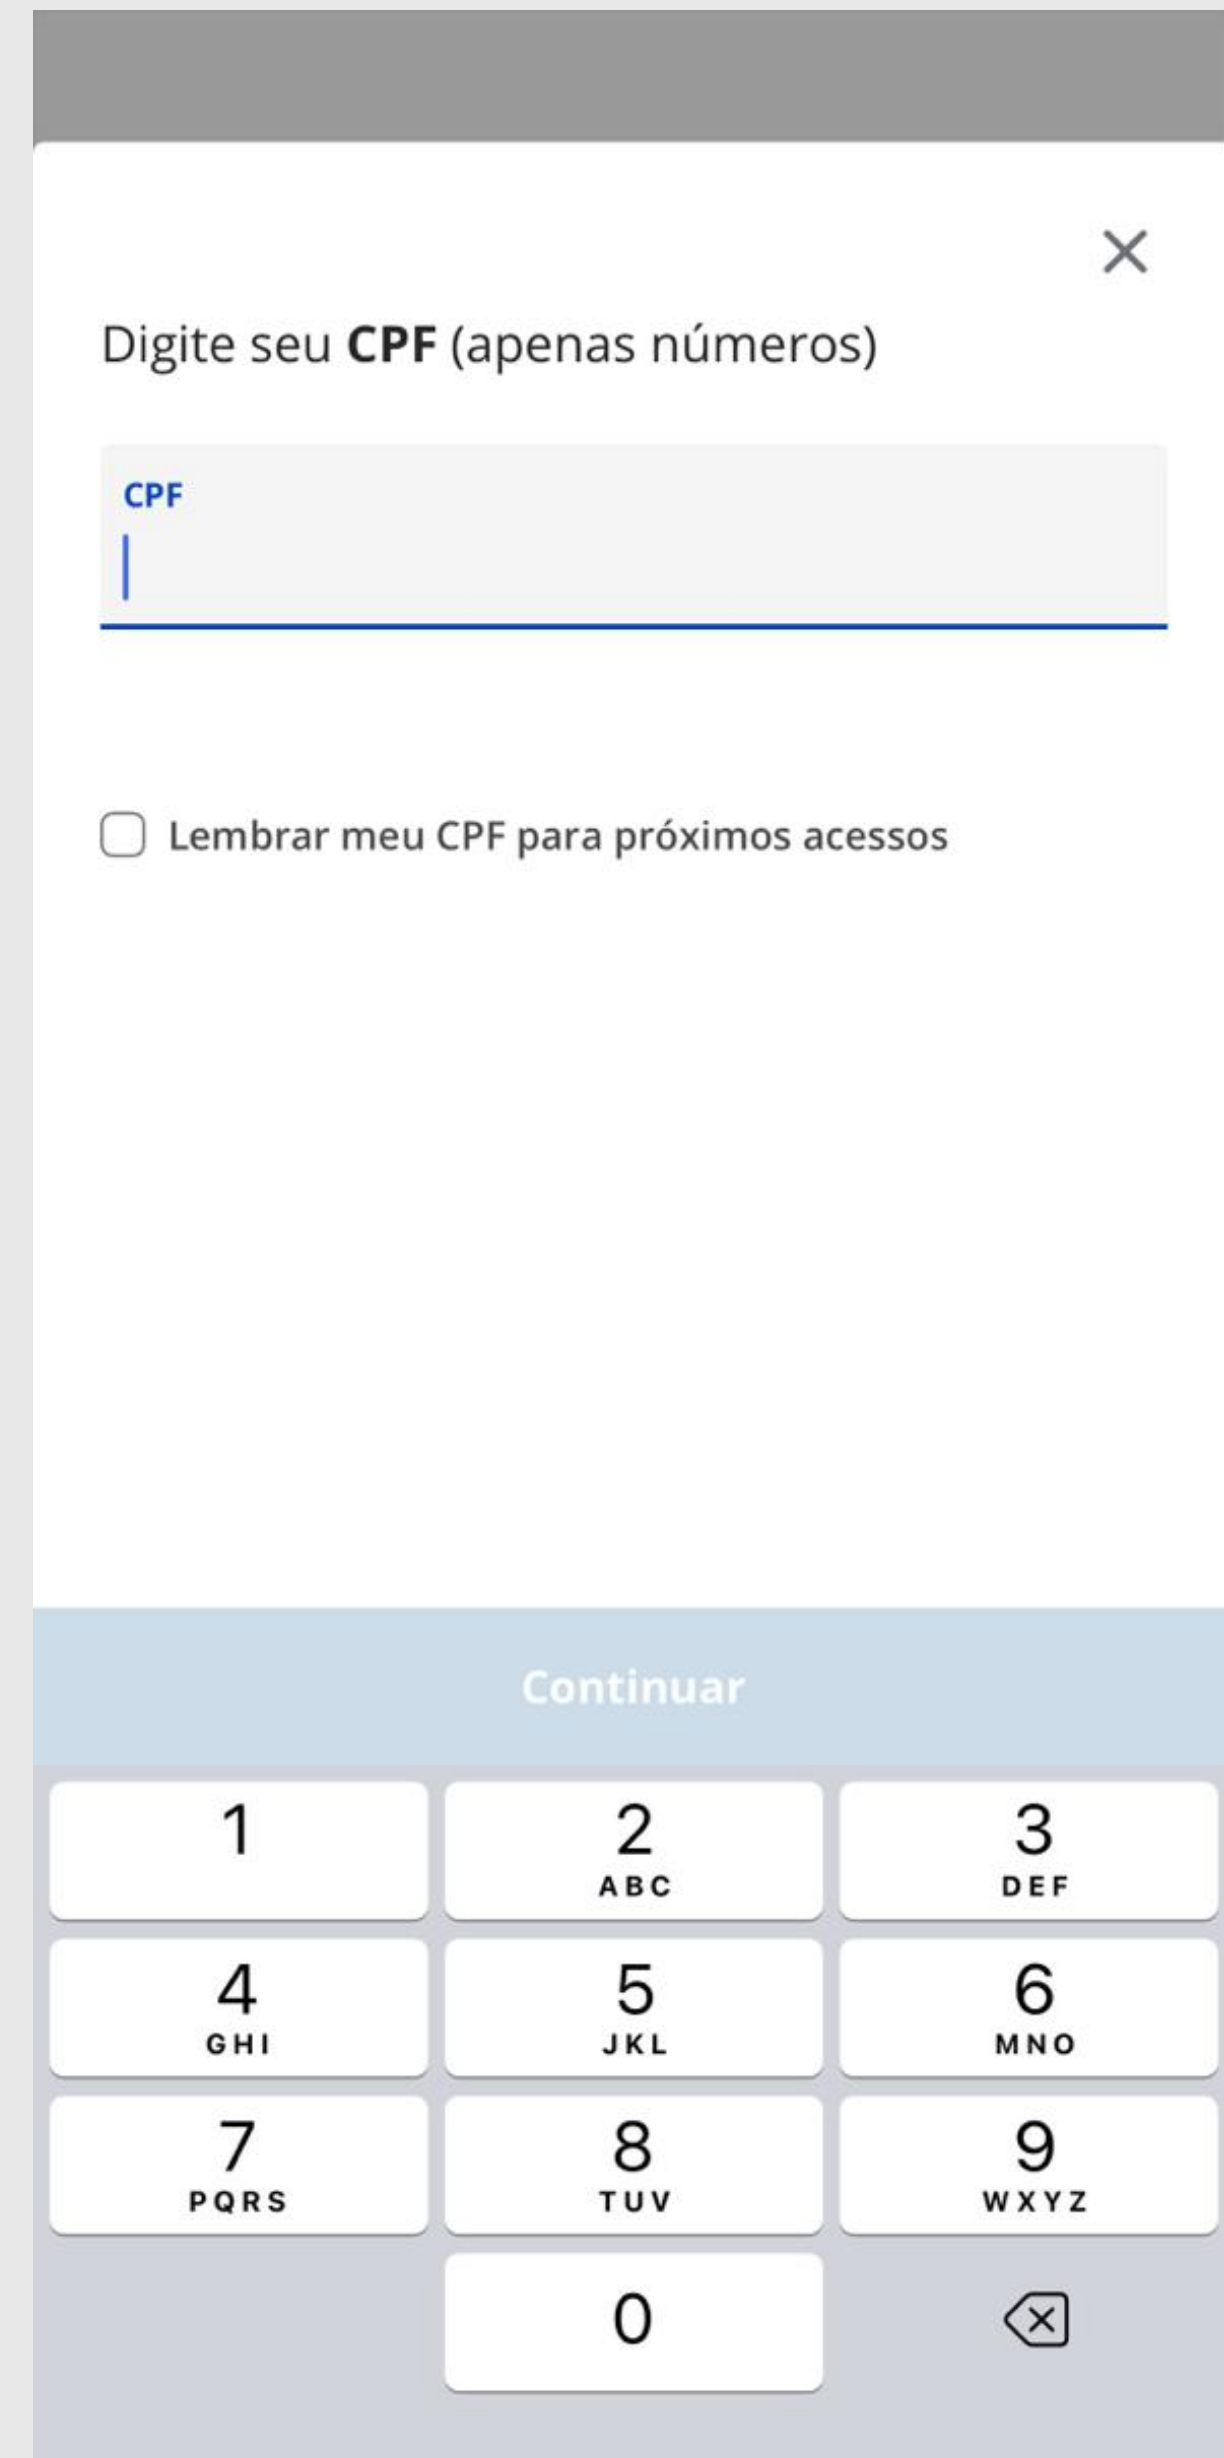 Digite seu CPF (apenas números)
CPF
Lembrar meu CPF para próximos acessos
Continuar
1 2 3
ABC DEF
4 5 6
GHI JKL MNO
7 8 9
PQRS TUV WXYZ
0